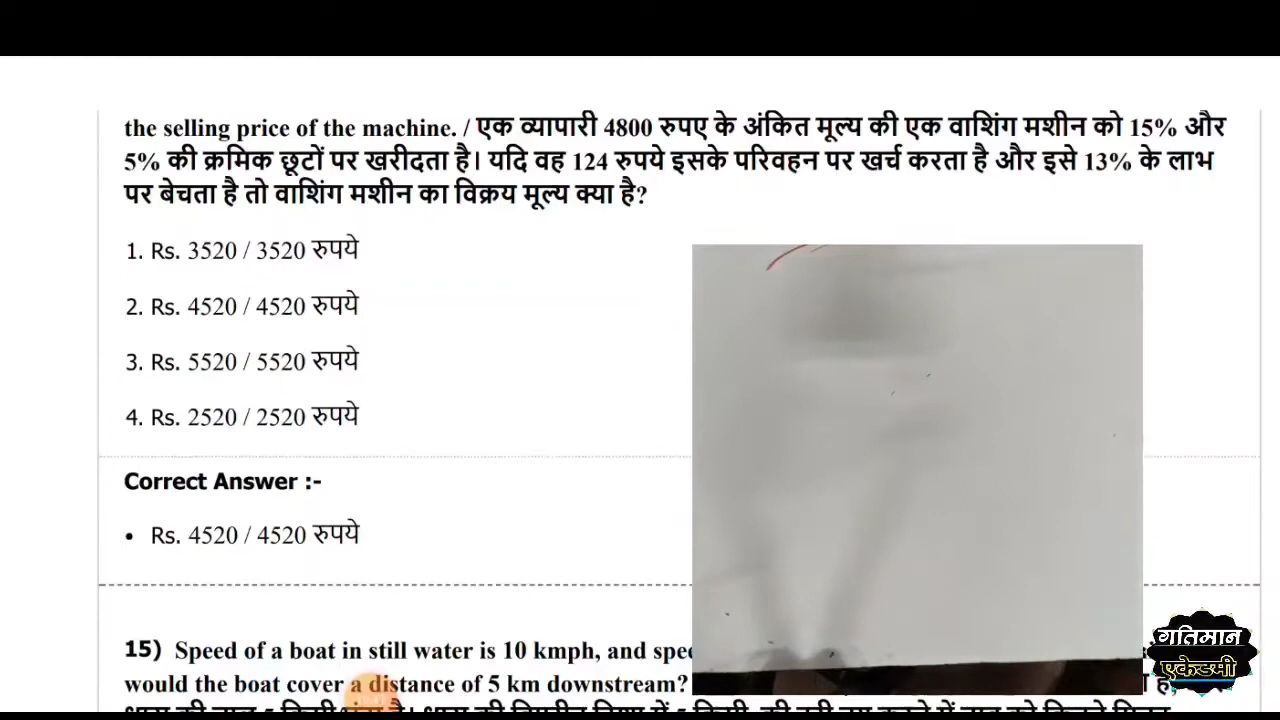 the selling price of the machine. / एक व्यापारी 4800 रुपए के अंकित मूल्य की एक वाशिंग मशीन को 15% और
5% की क्रमिक छूटों पर खरीदता है। यदि वह 124 रुपये इसके परिवहन पर खर्च करता है और इसे 13% के लाभ
पर बेचता है तो वाशिंग मशीन का विक्रय मूल्य क्या है?
1. Rs. 3520 / 3520 रुपये
2. Rs. 4520 / 4520 रुपये
3. Rs. 5520 / 5520 रुपये
4. Rs. 2520 / 2520 रुपये
Correct Answer :-
• Rs. 4520 / 4520 रुपये
15) Speed of a boat in still water is 10 kmph, and
would the boat cover a distance of 5 km downstream?
गतिमान
एकेडमी